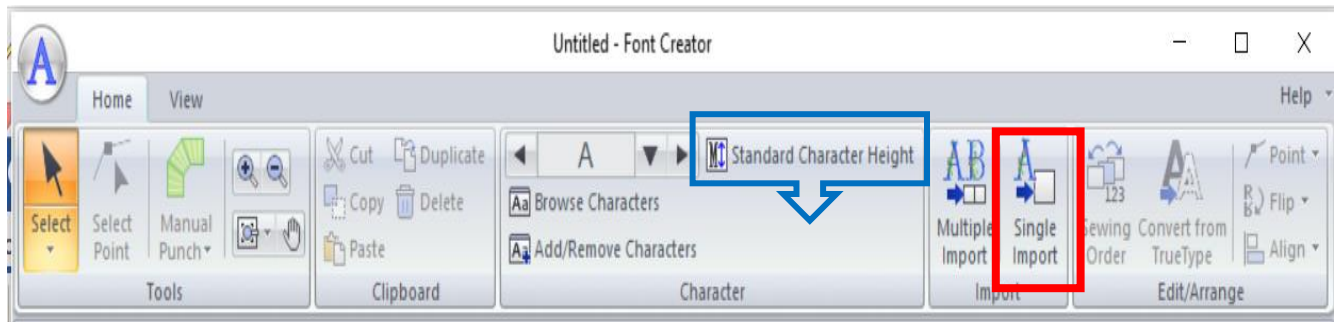 A
Untitled - Font Creator
Home View Help
A Standard Character Height
Cut Duplicate
Copy Delete
Paste
Browse Characters
Add/Remove Characters
Select
Select Point
Manual Punch
Multiple Import
Single Import
123
Sewing Order
Convert from TrueType
Point
Flip
Align
Tools
Clipboard
Character
Import
Edit/Arrange